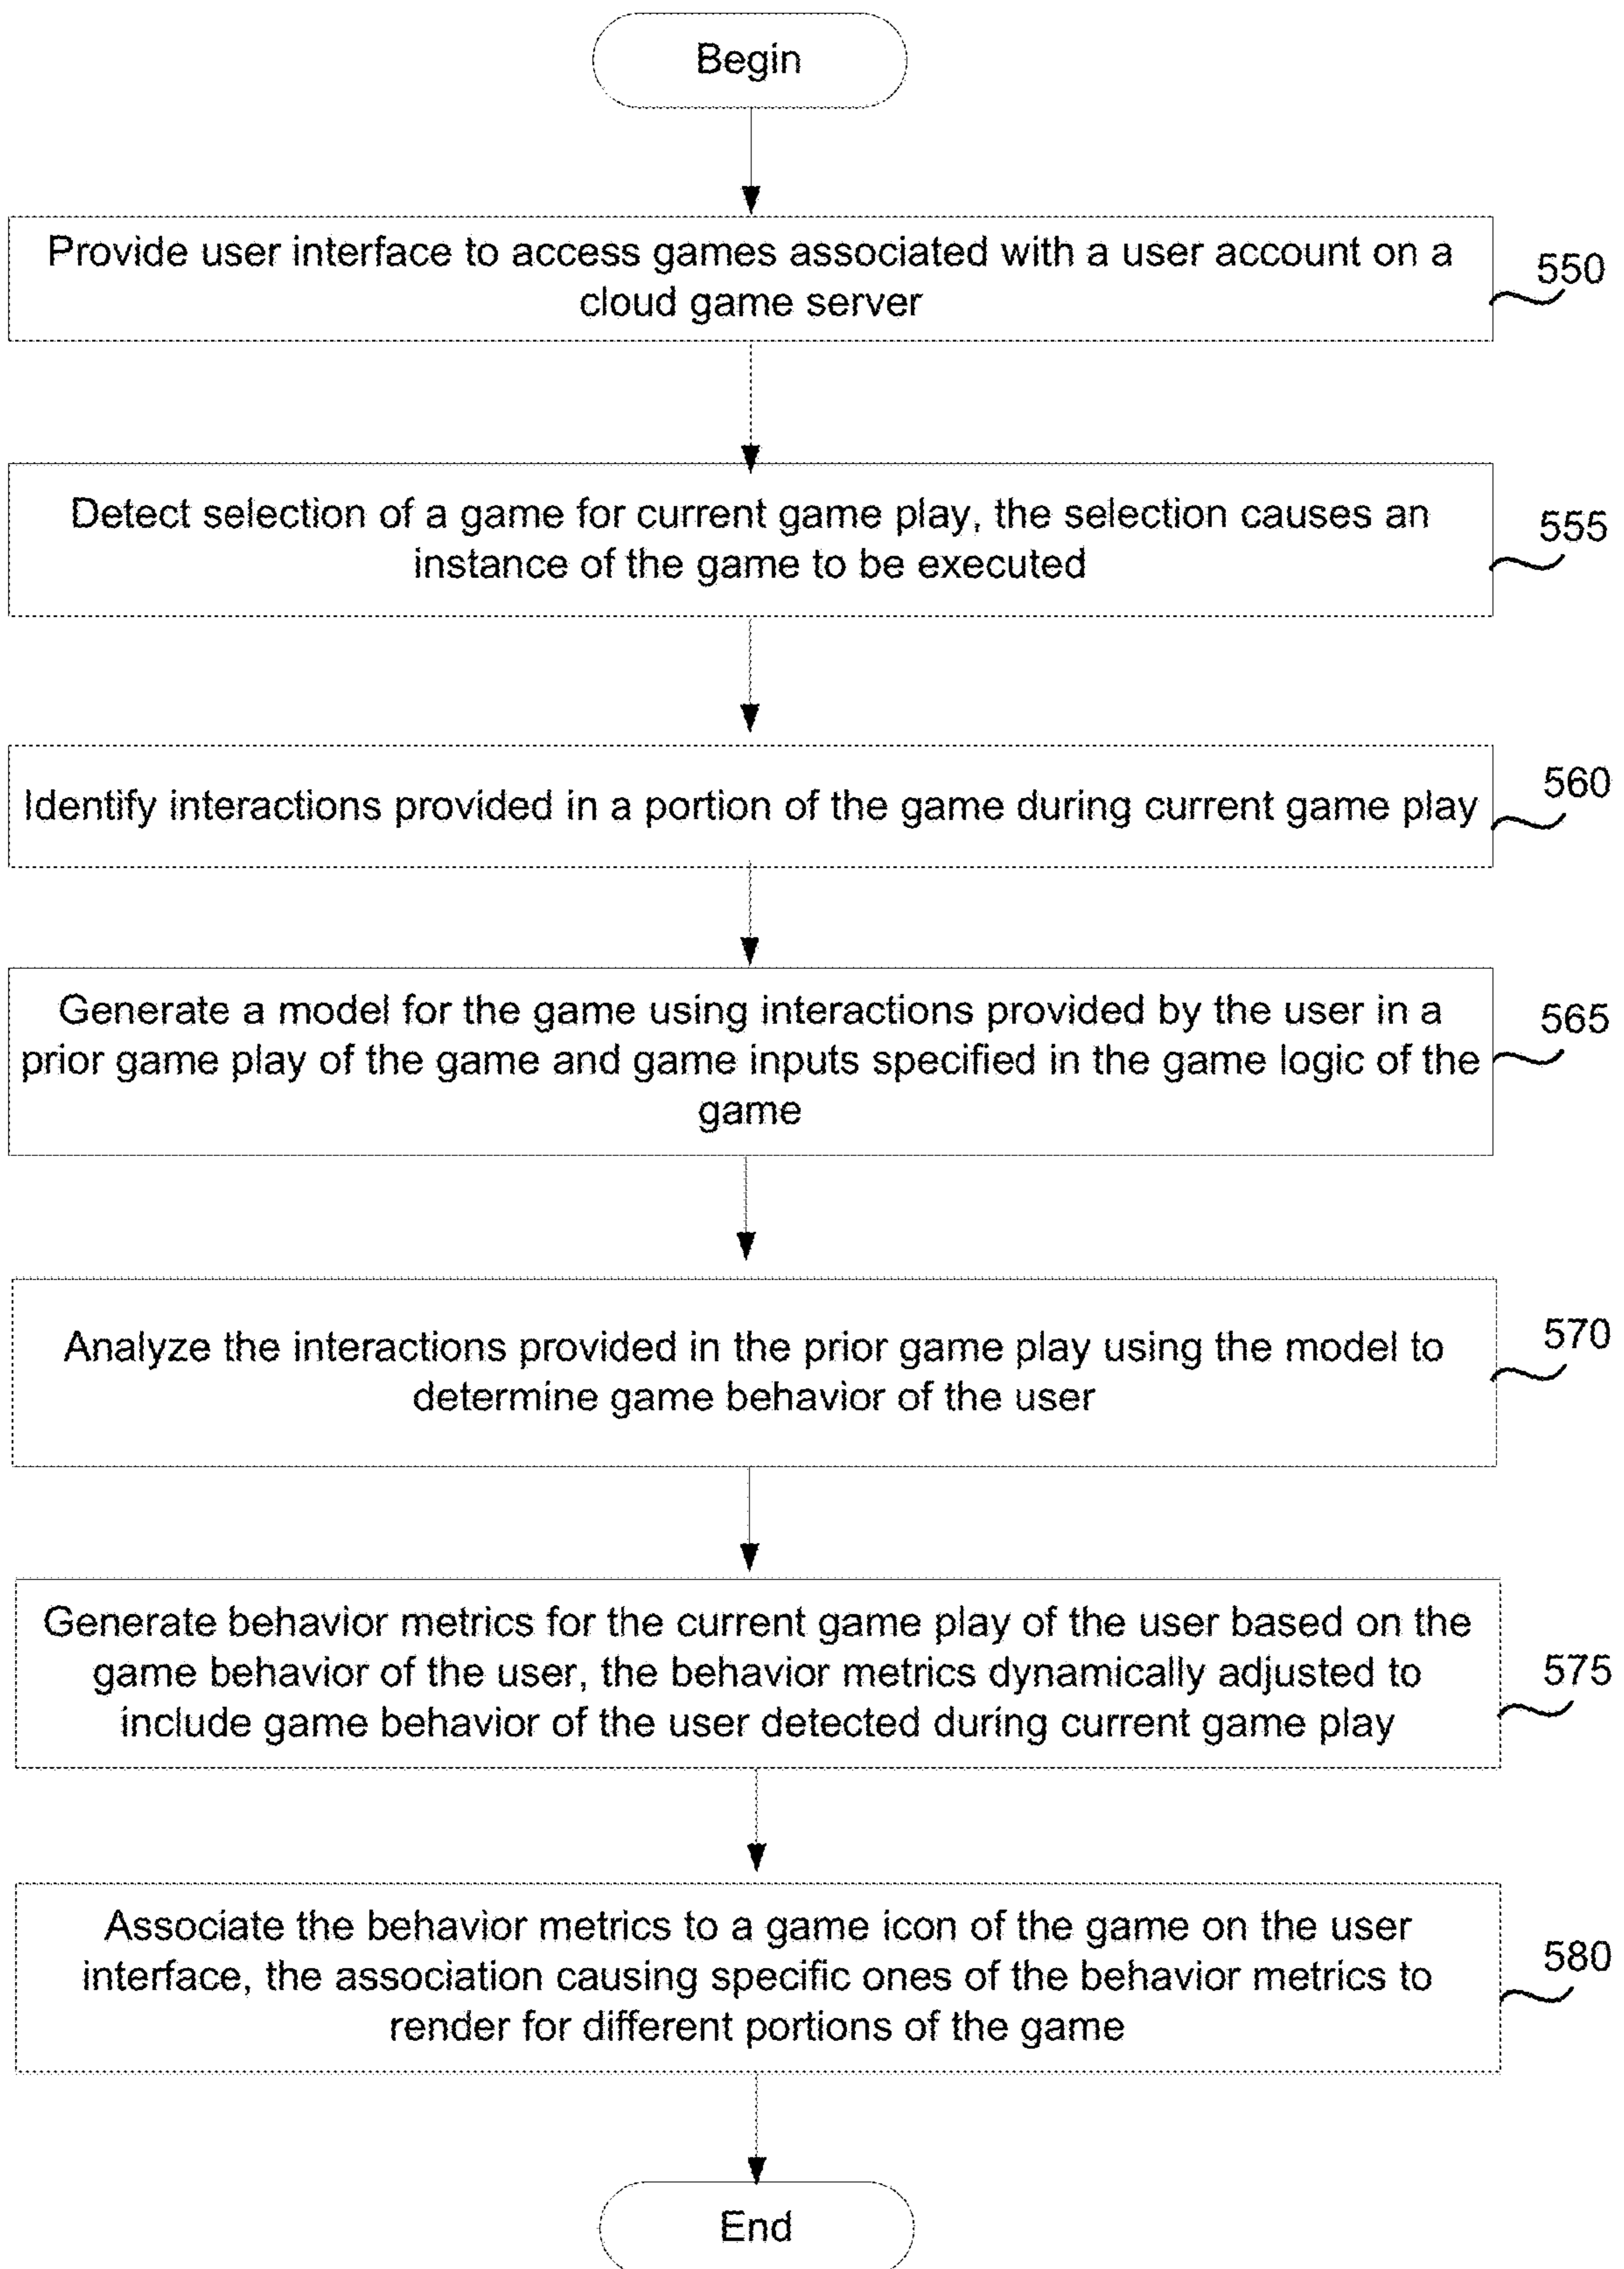 Begin
Provide user interface to access games associated with a user account on a
cloud game server
550
Detect selection of a game for current game play, the selection causes an
instance of the game to be executed
555
Identify interactions provided in a portion of the game during current game play
560
Generate a model for the game using interactions provided by the user in a
prior game play of the game and game inputs specified in the game logic of the
game
565
Analyze the interactions provided in the prior game play using the model to
determine game behavior of the user
570
Generate behavior metrics for the current game play of the user based on the
game behavior of the user, the behavior metrics dynamically adjusted to
include game behavior of the user detected during current game play
575
Associate the behavior metrics to a game icon of the game on the user
interface, the association causing specific ones of the behavior metrics to
render for different portions of the game
580
End